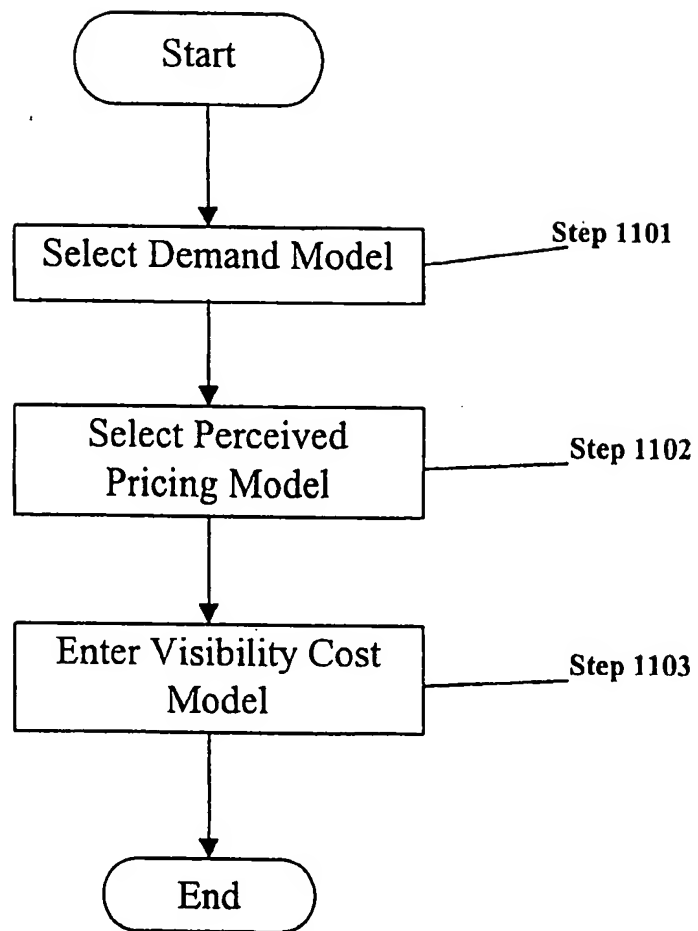 Start
Select Demand Model
Step 1101
Select Perceived
Pricing Model
Step 1102
Enter Visibility Cost
Model
Step 1103
End